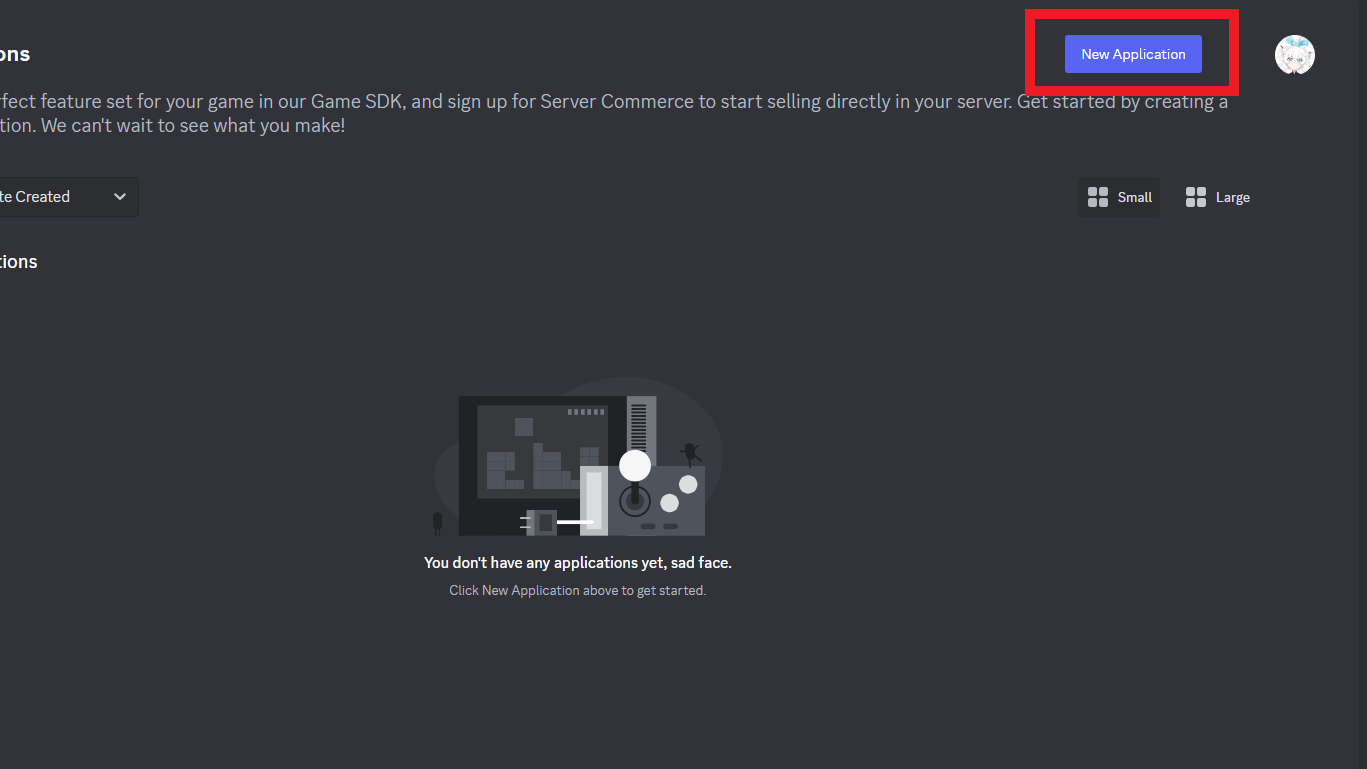 ons
New Application
rfect feature set for your game in our Game SDK, and sign up for Server Commerce to start selling directly in your server. Get started by creating a
tion. We can't wait to see what you make!
te Created
Small
Large
tions
You don't have any applications yet, sad face.
Click New Application above to get started.